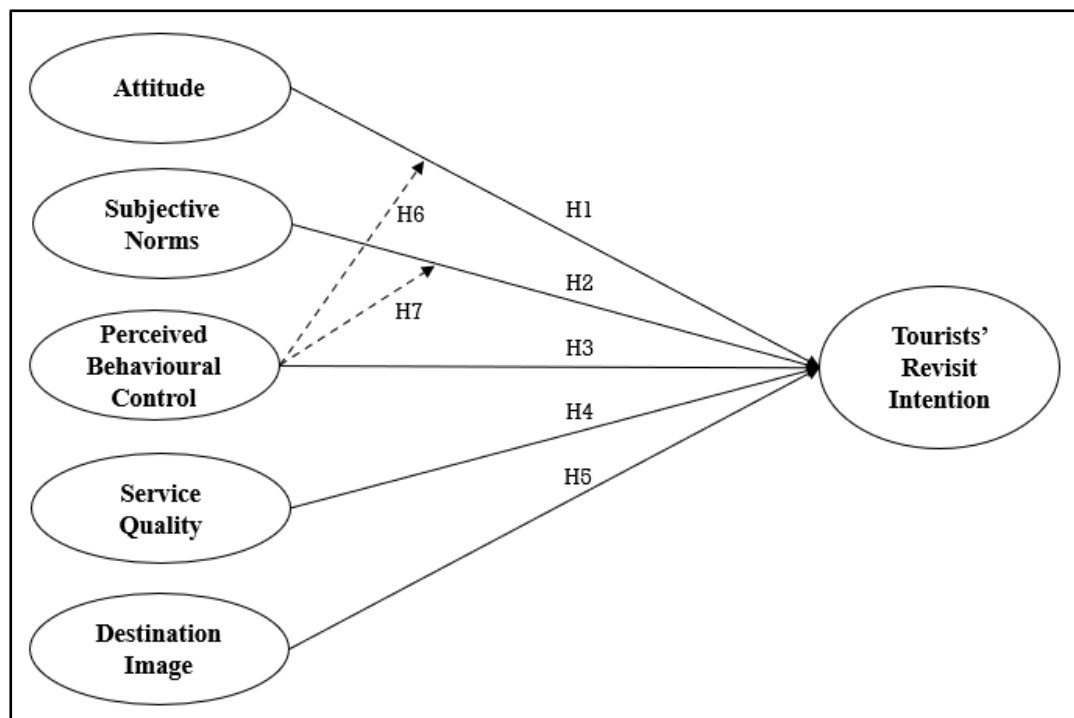 Attitude
H1
Subjective
Norms
H6
H2
H7
Perceived
Behavioural
Control
H3
Tourists’
Revisit
Intention
H4
Service
Quality
H5
Destination
Image